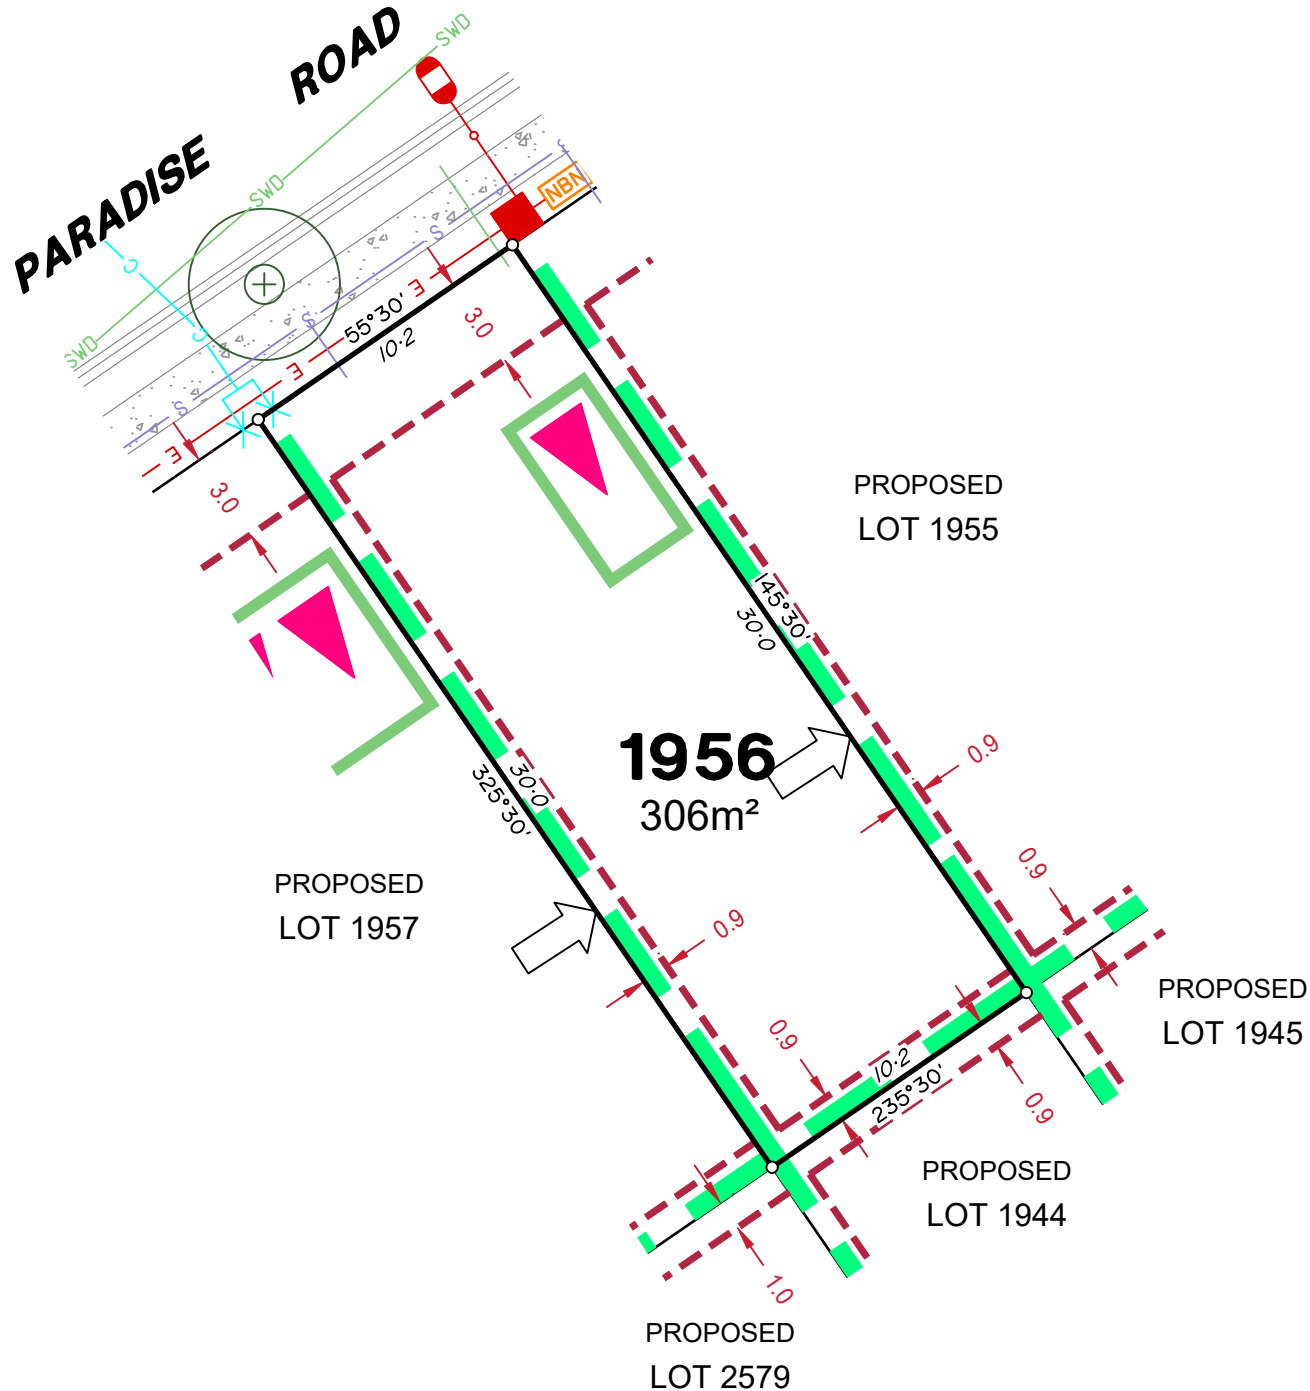 PARADISE ROAD
SWD
SWD
SWD
NBN
S
S
S
S
E
E
E
E
C
C
55°30'
10·2
3.0
3.0
PROPOSED
LOT 1955
145°30'
30·0
1956
306m²
0.9
30·0
325°30'
PROPOSED
LOT 1957
0.9
0.9
0.9
PROPOSED
LOT 1945
10·2
235°30'
0.9
PROPOSED
LOT 1944
1.0
PROPOSED
LOT 2579